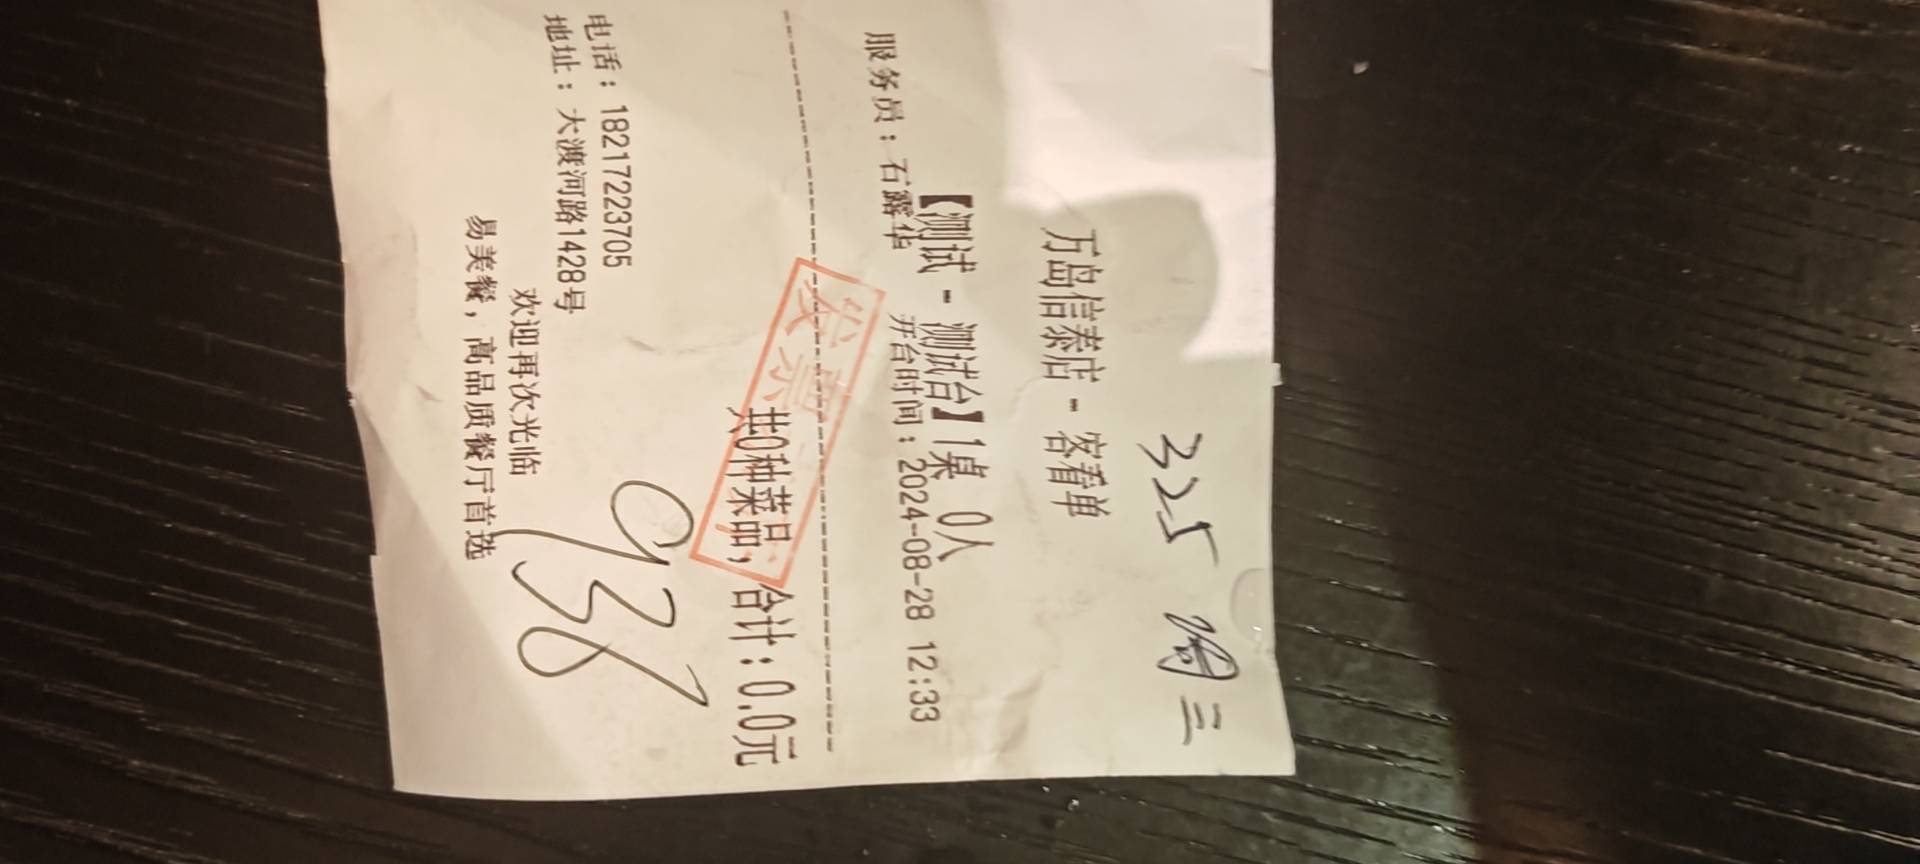 325 周三
万岛信泰店 - 客看单
【测试 - 测试台】1桌 0人
服务员：石露华 开台时间：2024-08-28 12:33
发票
共0种菜品，合计：0.0元
938
电话：18217223705
地址：大渡河路1428号
欢迎再次光临
易美餐，高品质餐厅首选